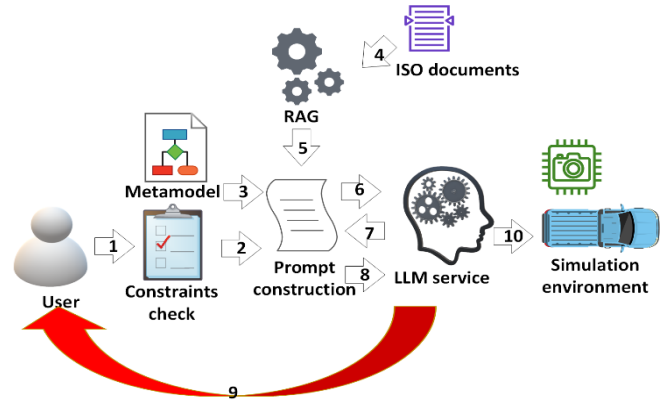 4
ISO documents
RAG
5
Metamodel
3
6
1
2
7
10
Prompt
construction
8
LLM service
Simulation
environment
User
Constraints
check
9